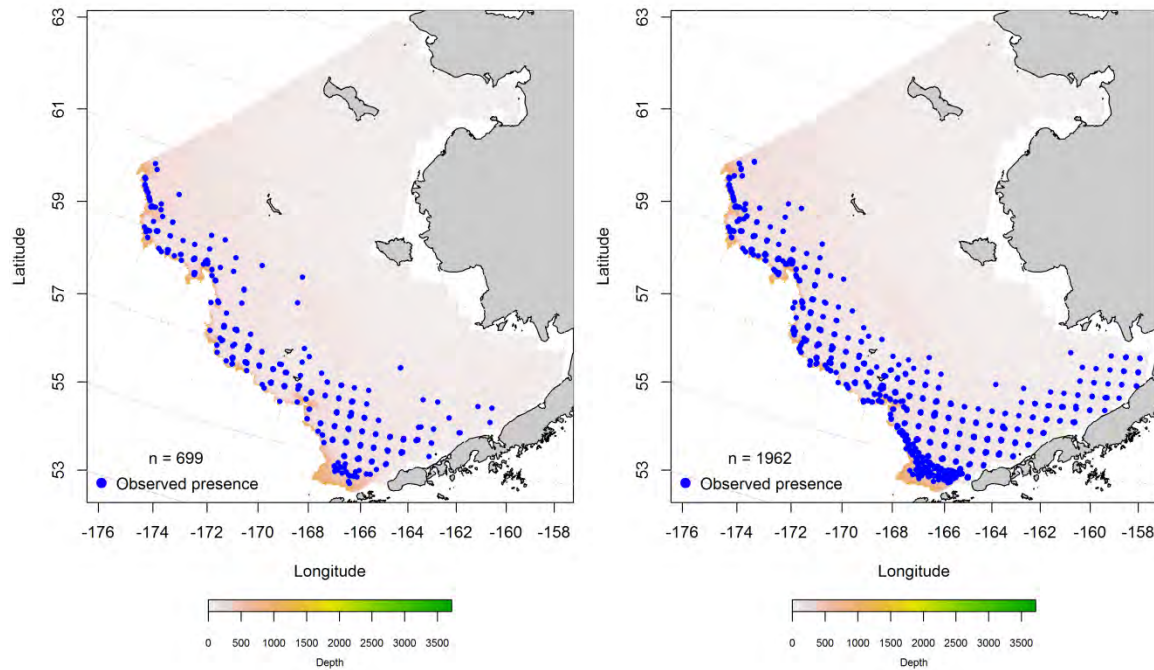 63
61
59
57
55
53
Latitude
n = 699
Observed presence
-176 -174 -172 -170 -168 -166 -164 -162 -160 -158
Longitude
0 500 1000 1500 2000 2500 3000 3500
Depth
63
61
59
57
55
53
Latitude
n = 1962
Observed presence
-176 -174 -172 -170 -168 -166 -164 -162 -160 -158
Longitude
0 500 1000 1500 2000 2500 3000 3500
Depth